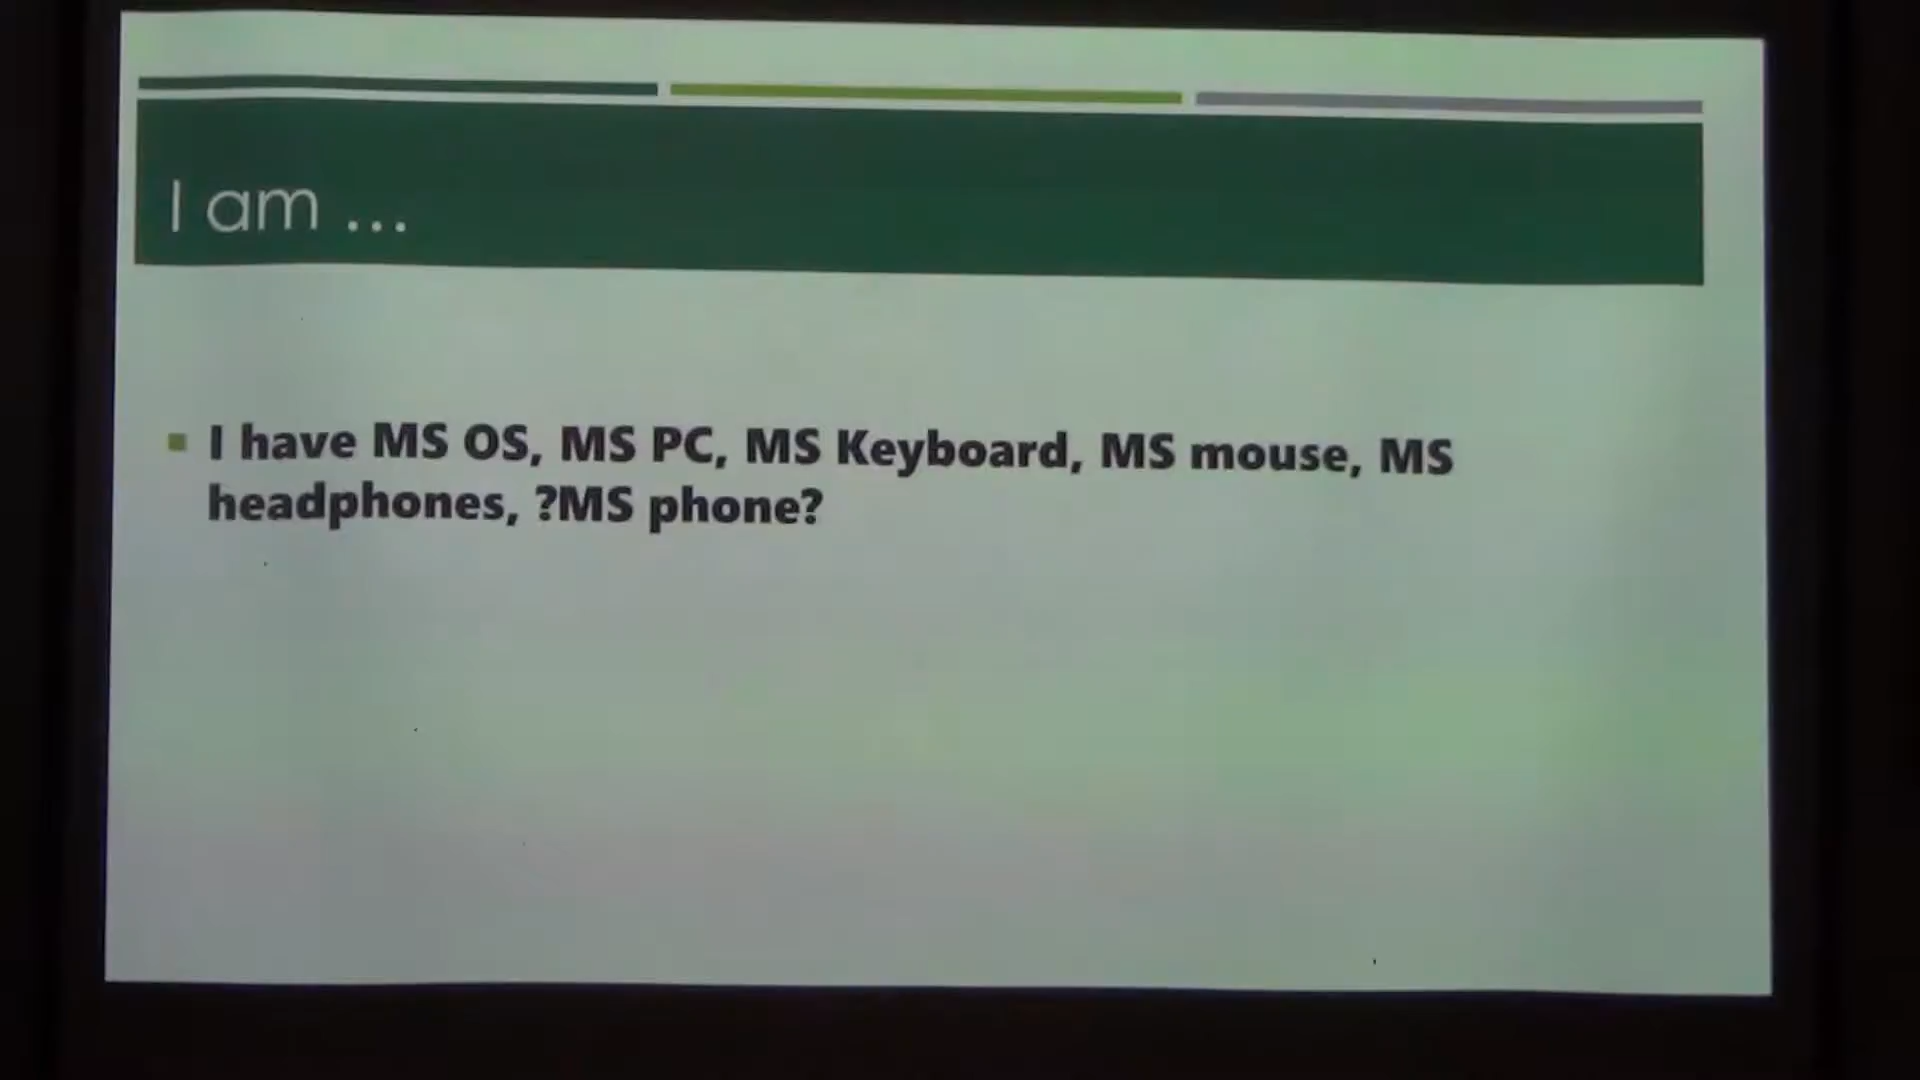 I am ...
I have MS OS, MS PC, MS Keyboard, MS mouse, MS
headphones, ?MS phone?